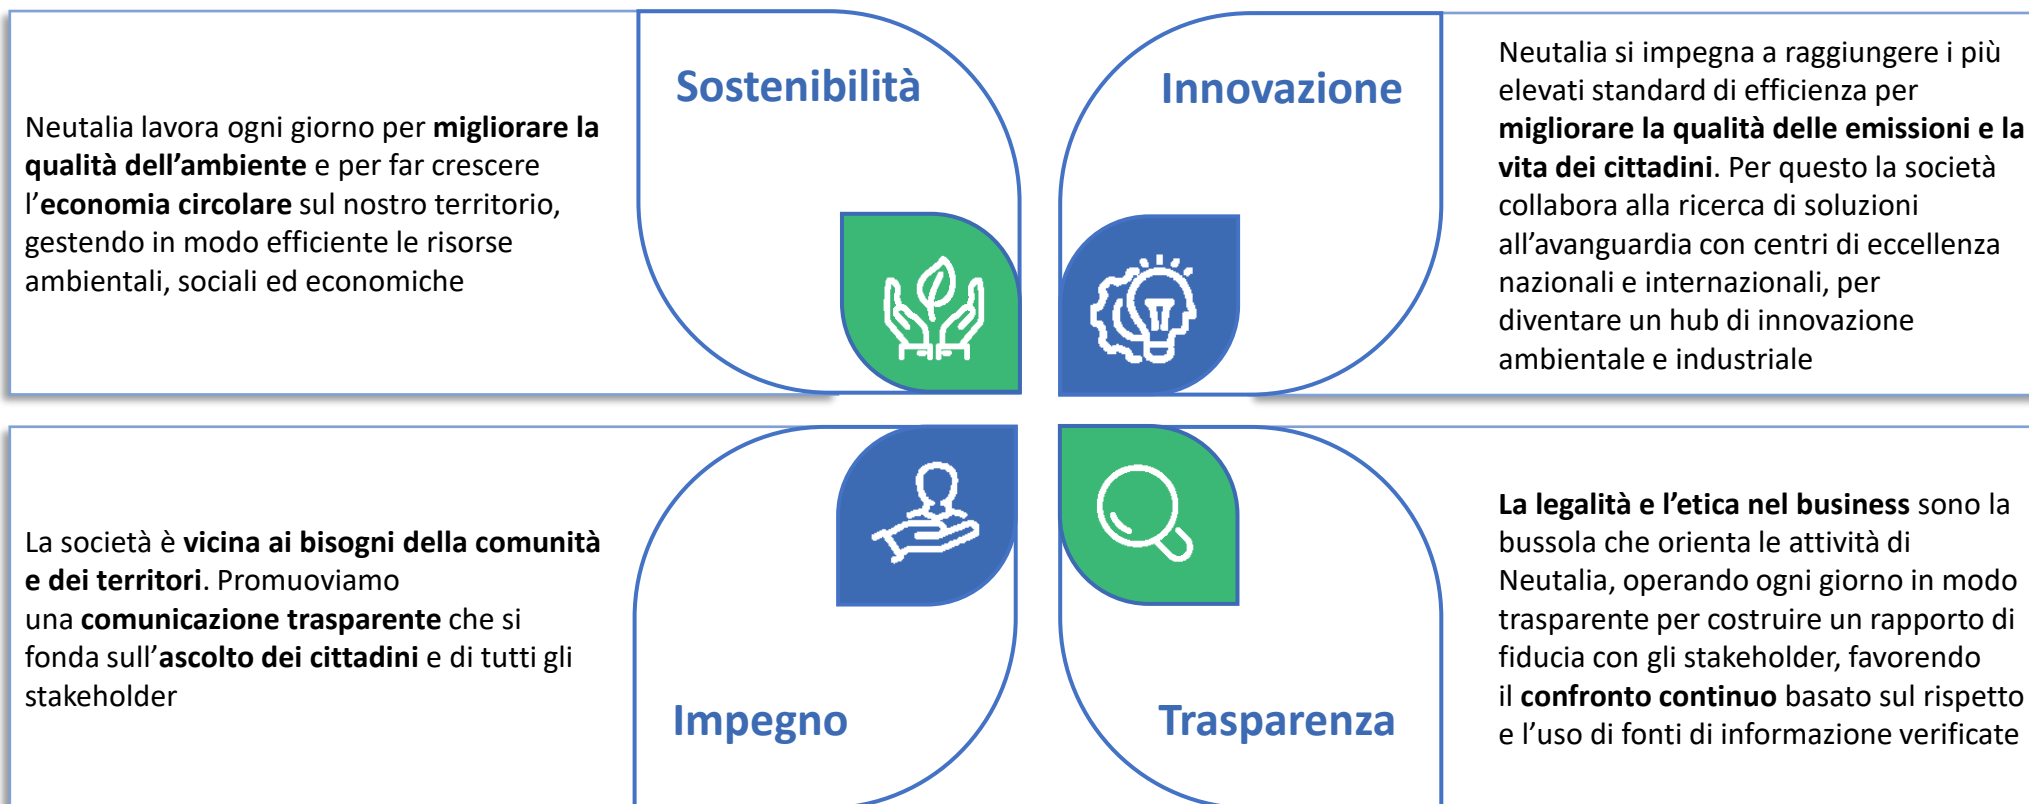 Sostenibilità
Neutalia lavora ogni giorno per migliorare la
qualità dell’ambiente e per far crescere
l’economia circolare sul nostro territorio,
gestendo in modo efficiente le risorse
ambientali, sociali ed economiche
Innovazione
Neutalia si impegna a raggiungere i più
elevati standard di efficienza per
migliorare la qualità delle emissioni e la
vita dei cittadini. Per questo la società
collabora alla ricerca di soluzioni
all’avanguardia con centri di eccellenza
nazionali e internazionali, per
diventare un hub di innovazione
ambientale e industriale
La società è vicina ai bisogni della comunità
e dei territori. Promuoviamo
una comunicazione trasparente che si
fonda sull’ascolto dei cittadini e di tutti gli
stakeholder
Impegno
La legalità e l’etica nel business sono la
bussola che orienta le attività di
Neutalia, operando ogni giorno in modo
trasparente per costruire un rapporto di
fiducia con gli stakeholder, favorendo
il confronto continuo basato sul rispetto
e l’uso di fonti di informazione verificate
Trasparenza